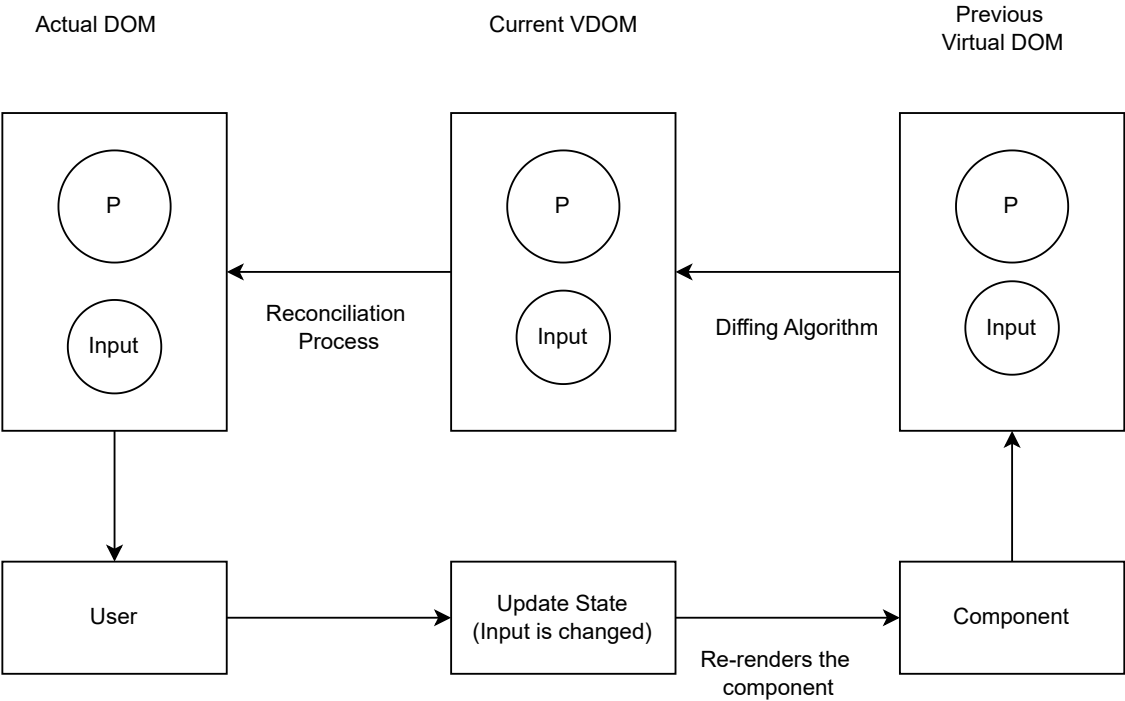 Actual DOM
Current VDOM
Previous
Virtual DOM
P
P
P
Input
Input
Input
Reconciliation
Process
Diffing Algorithm
User
Update State
(Input is changed)
Component
Re-renders the
component